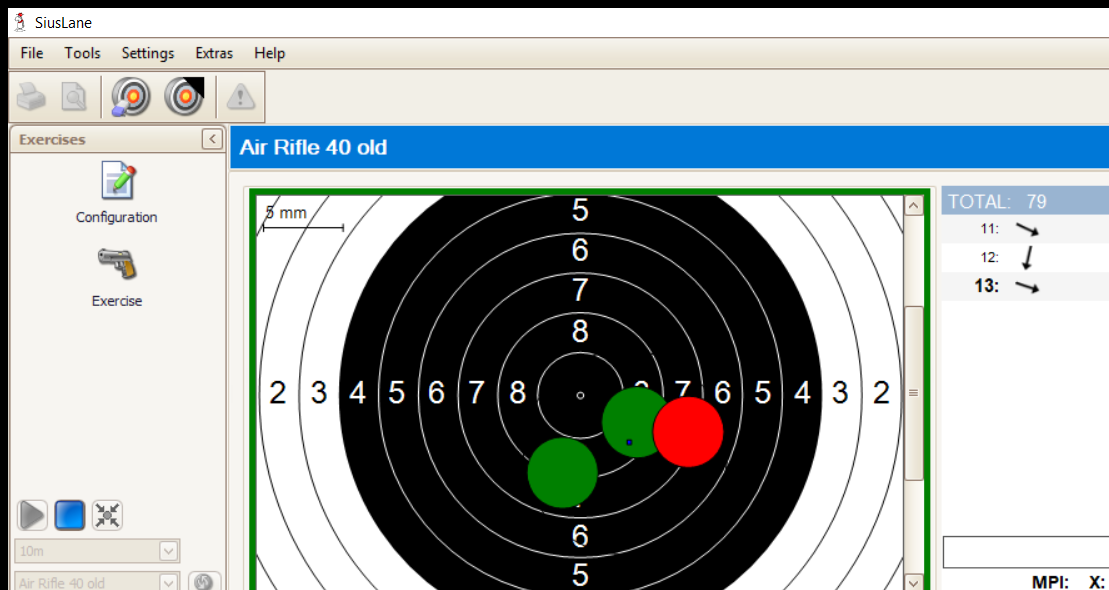 SiusLane
File Tools Settings Extras Help
Exercises
Air Rifle 40 old
Configuration
Exercise
5 mm
5
6
7
8
2 3 4 5 6 7 8 7 6 5 4 3 2
6
5
TOTAL: 79
11:
12:
13:
10m
Air Rifle 40 old
MPI: X: